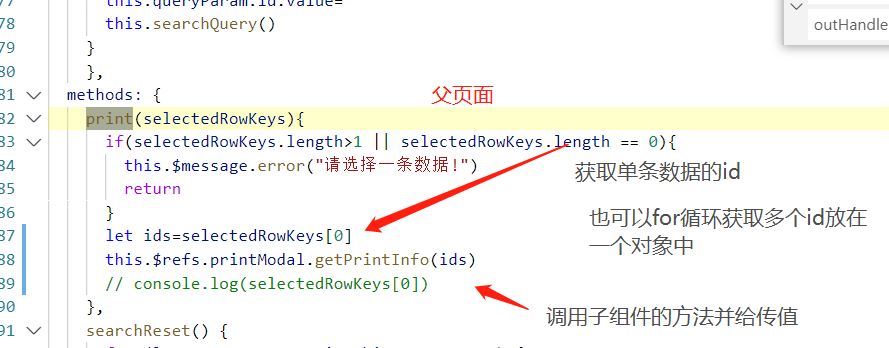 this.queryParam.id.value=
78 this.searchQuery()
79 }
80 },
81 methods: {
父页面
82 print(selectedRowKeys){
83 if(selectedRowKeys.length>1 || selectedRowKeys.length == 0){
84 this.$message.error("请选择一条数据!")
85 return
86 }
87 let ids=selectedRowKeys[0]
88 this.$refs.printModal.getPrintInfo(ids)
89 // console.log(selectedRowKeys[0])
90 },
91 searchReset() {
outHandle
获取单条数据的id
也可以for循环获取多个id放在
一个对象中
调用子组件的方法并给传值